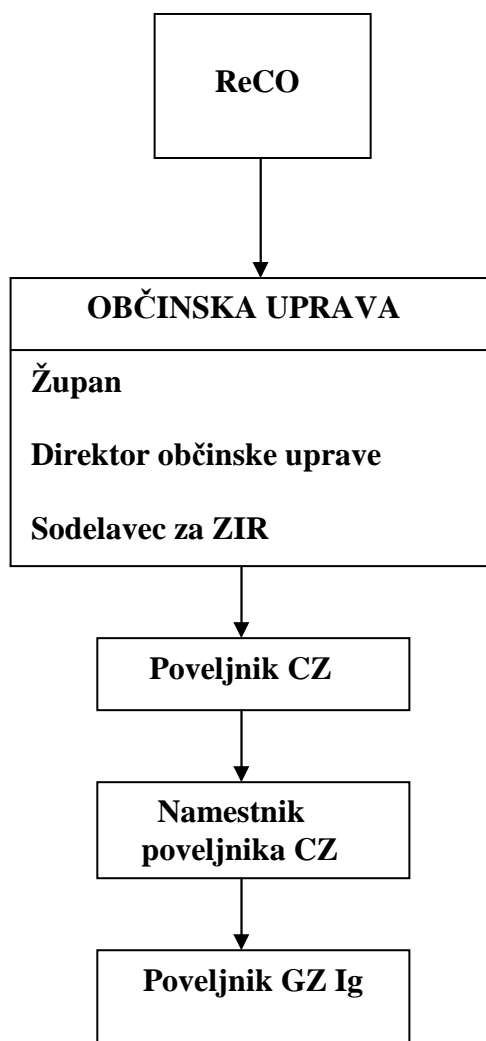 ReCO
OBČINSKA UPRAVA
Župan
Direktor občinske uprave
Sodelavec za ZIR
Poveljnik CZ
Namestnik
poveljnika CZ
Poveljnik GZ Ig